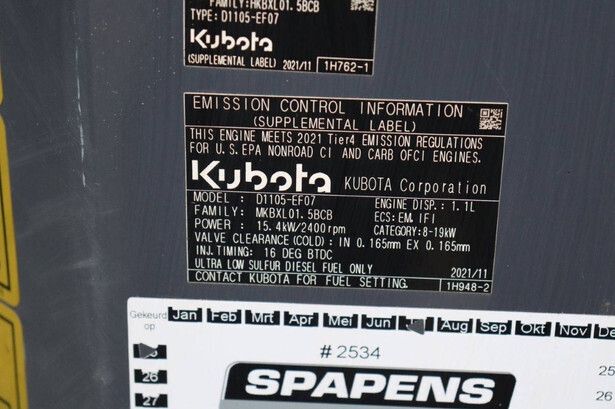 FAMILY:HKBXL01.5BCB
TYPE: D1105-EF07
Kubota
(SUPPLEMENTAL LABEL) 2021/11 1H762-1
EMISSION CONTROL INFORMATION
(SUPPLEMENTAL LABEL)
THIS ENGINE MEETS 2021 Tier4 EMISSION REGULATIONS
FOR U.S.EPA NONROAD CI AND CARB OFCI ENGINES.
Kubota KUBOTA Corporation
MODEL : D1105-EF07 ENGINE DISP.: 1.1L
FAMILY: MKBXL01.5BCB ECS:EM, IFI
POWER : 15.4kW/2400 rpm CATEGORY:8-19kW
VALVE CLEARANCE(COLD): IN 0.165mm EX 0.165mm
INJ.TIMING: 16 DEG BTDC
ULTRA LOW SULFUR DIESEL FUEL ONLY 2021/11
CONTACT KUBOTA FOR FUEL SETTING. 1H948-2
Gekeurd op
Jan Feb Mrt Apr Mei Jun Aug Sep Okt Nov De
# 2534
25
26 SPAPENS 26
27